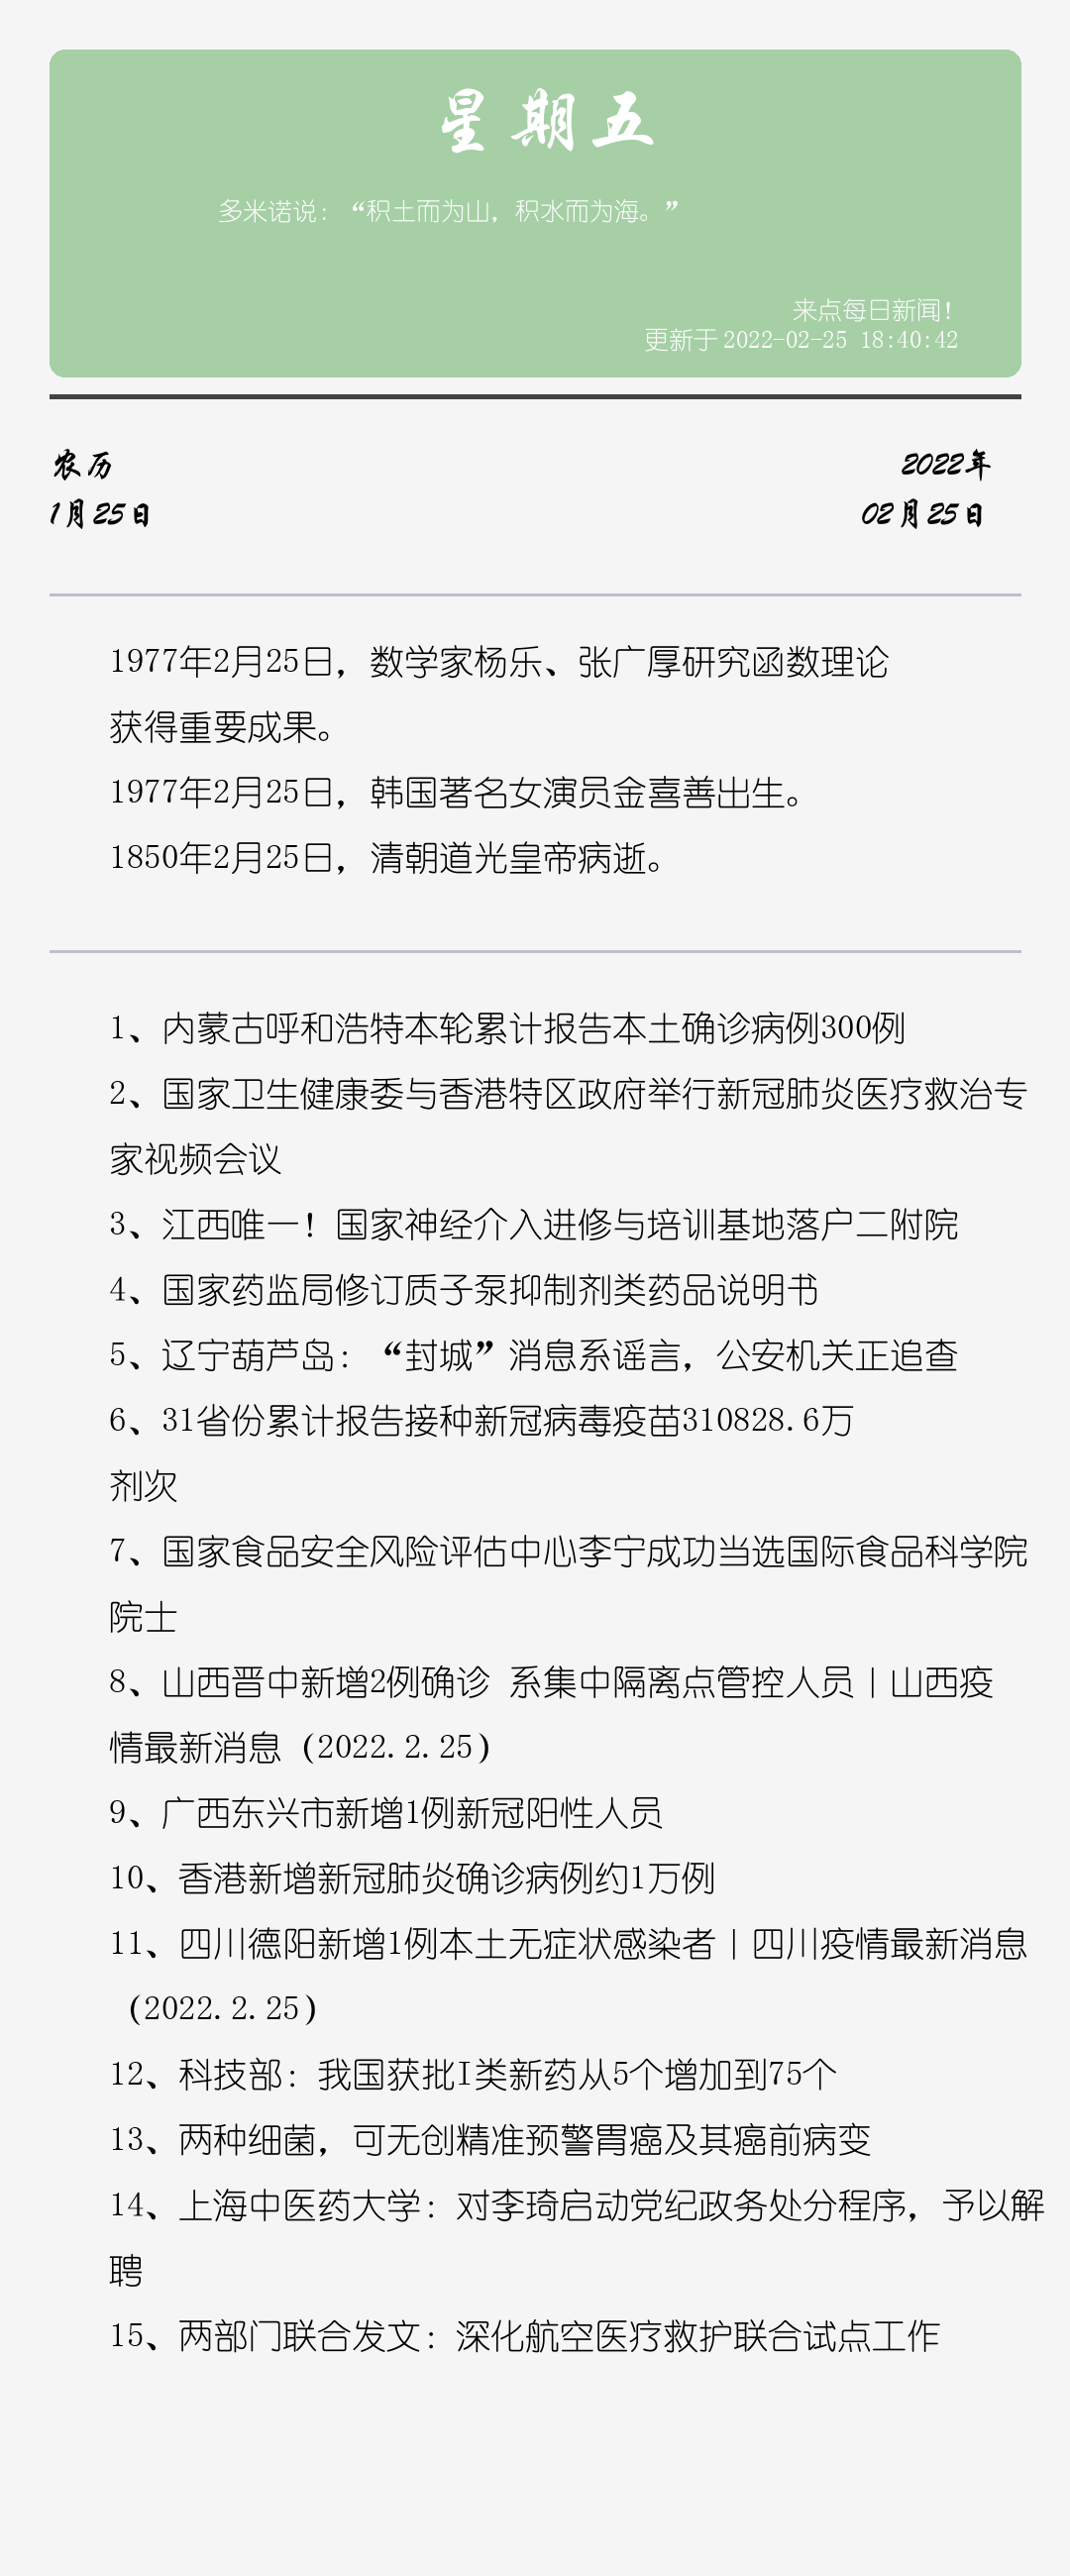 星期五
多米诺说：“积土而为山，积水而为海。”
来点每日新闻！
更新于 2022-02-25 18:40:42
农历
2022年
1月25日
02月25日
1977年2月25日，数学家杨乐、张广厚研究函数理论
获得重要成果。
1977年2月25日，韩国著名女演员金喜善出生。
1850年2月25日，清朝道光皇帝病逝。
1、内蒙古呼和浩特本轮累计报告本土确诊病例300例
2、国家卫生健康委与香港特区政府举行新冠肺炎医疗救治专
家视频会议
3、江西唯一！国家神经介入进修与培训基地落户二附院
4、国家药监局修订质子泵抑制剂类药品说明书
5、辽宁葫芦岛：“封城”消息系谣言，公安机关正追查
6、31省份累计报告接种新冠病毒疫苗310828.6万
剂次
7、国家食品安全风险评估中心李宁成功当选国际食品科学院
院士
8、山西晋中新增2例确诊 系集中隔离点管控人员丨山西疫
情最新消息（2022.2.25）
9、广西东兴市新增1例新冠阳性人员
10、香港新增新冠肺炎确诊病例约1万例
11、四川德阳新增1例本土无症状感染者丨四川疫情最新消息
（2022.2.25）
12、科技部：我国获批I类新药从5个增加到75个
13、两种细菌，可无创精准预警胃癌及其癌前病变
14、上海中医药大学：对李琦启动党纪政务处分程序，予以解
聘
15、两部门联合发文：深化航空医疗救护联合试点工作